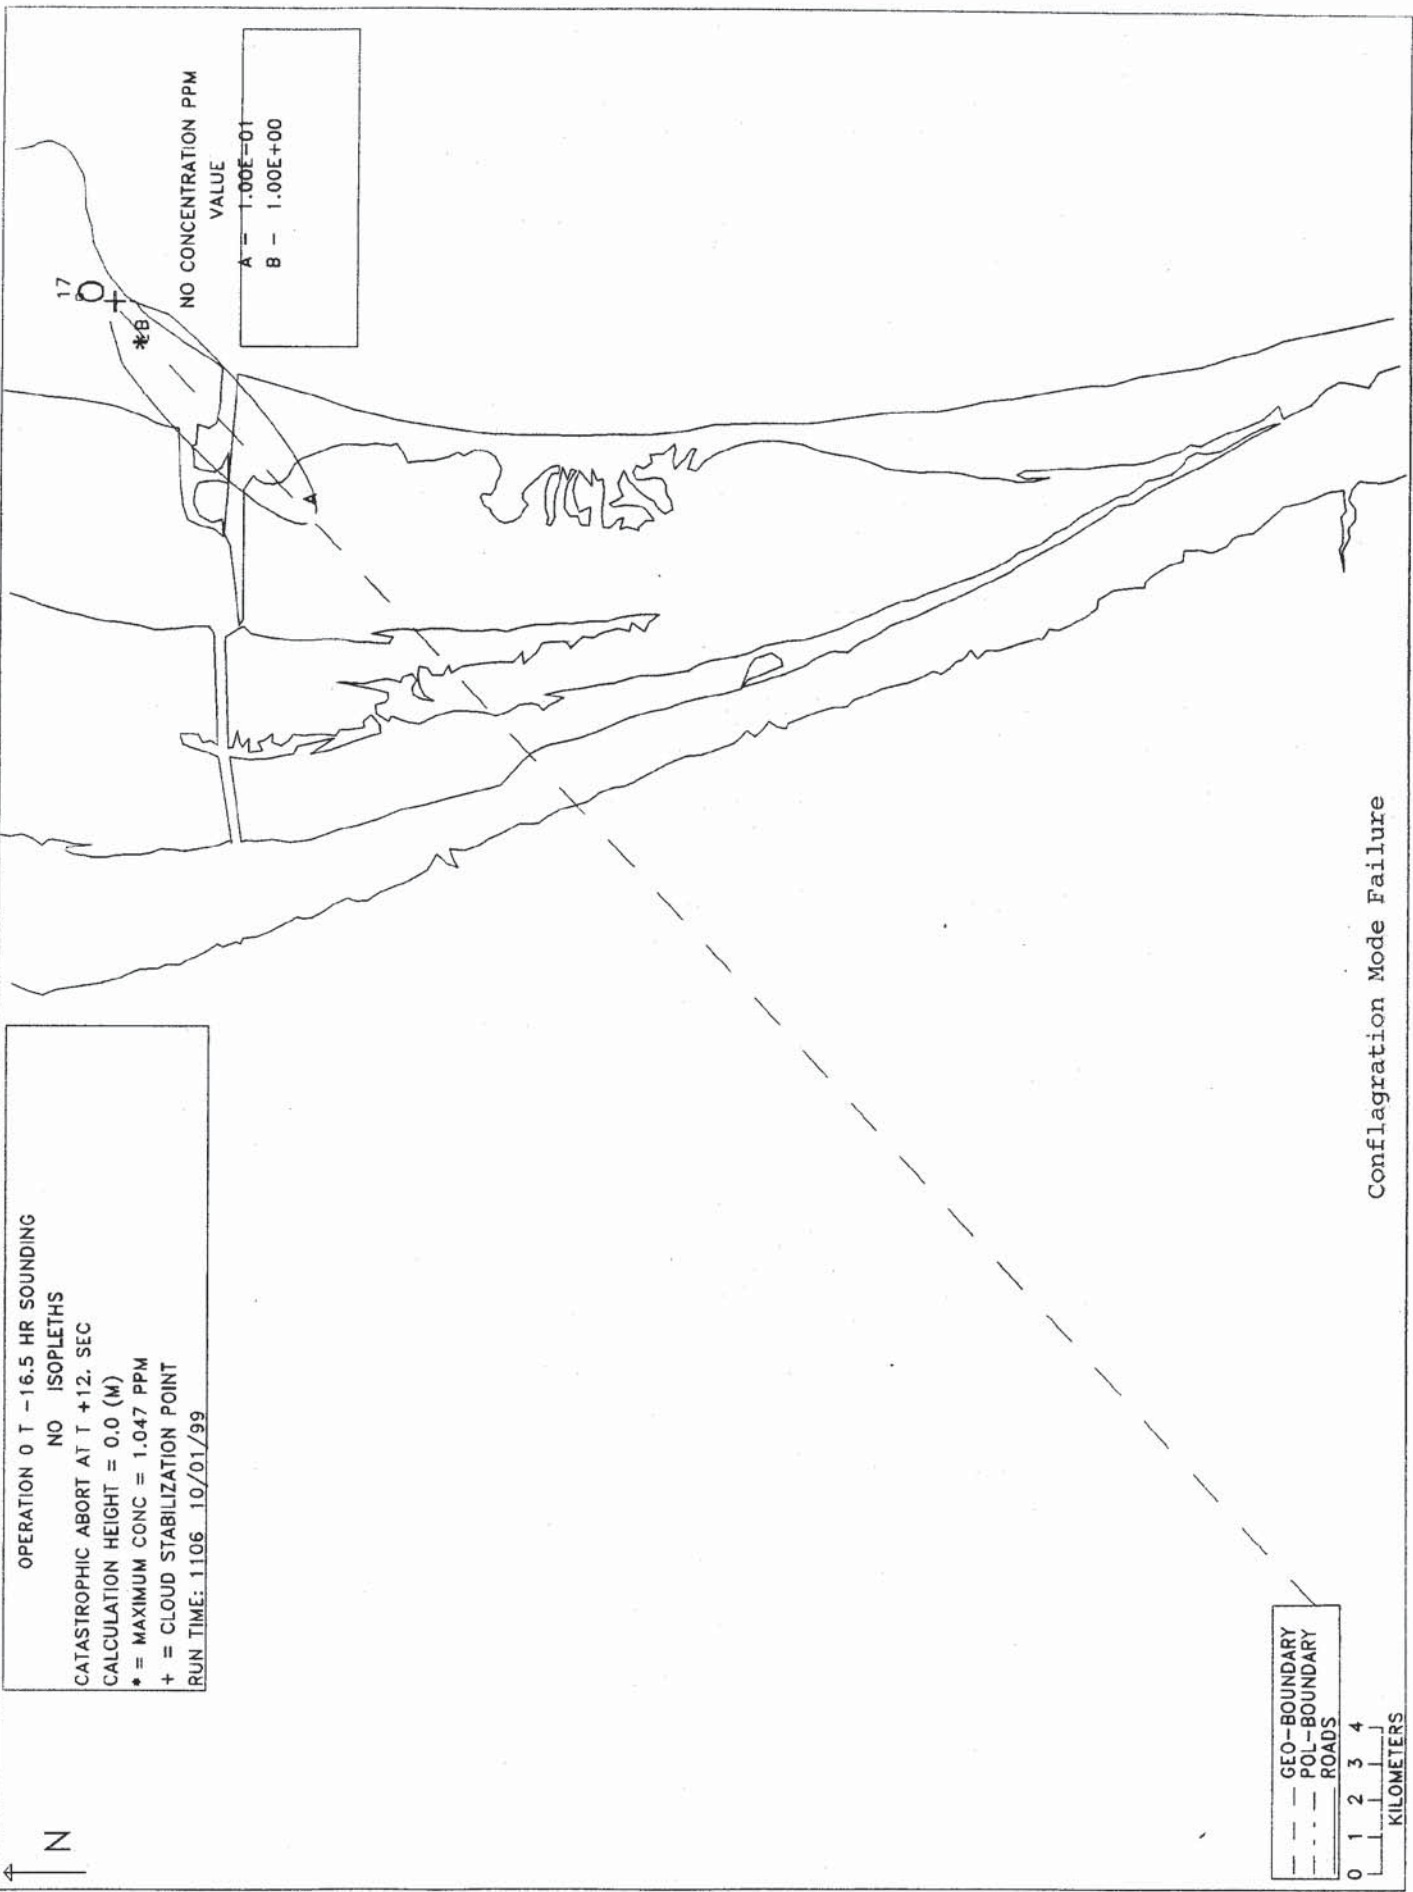 N
OPERATION 0 T -16.5 HR SOUNDING
NO ISOPLETHS
CATASTROPHIC ABORT AT T +12. SEC
CALCULATION HEIGHT = 0.0 (M)
* = MAXIMUM CONC = 1.047 PPM
+ = CLOUD STABILIZATION POINT
RUN TIME: 1106 10/01/99
17
B
A
NO CONCENTRATION PPM
VALUE
A - 1.00E-01
B - 1.00E+00
GEO-BOUNDARY
POL-BOUNDARY
ROADS
0 1 2 3 4
KILOMETERS
Conflagration Mode Failure